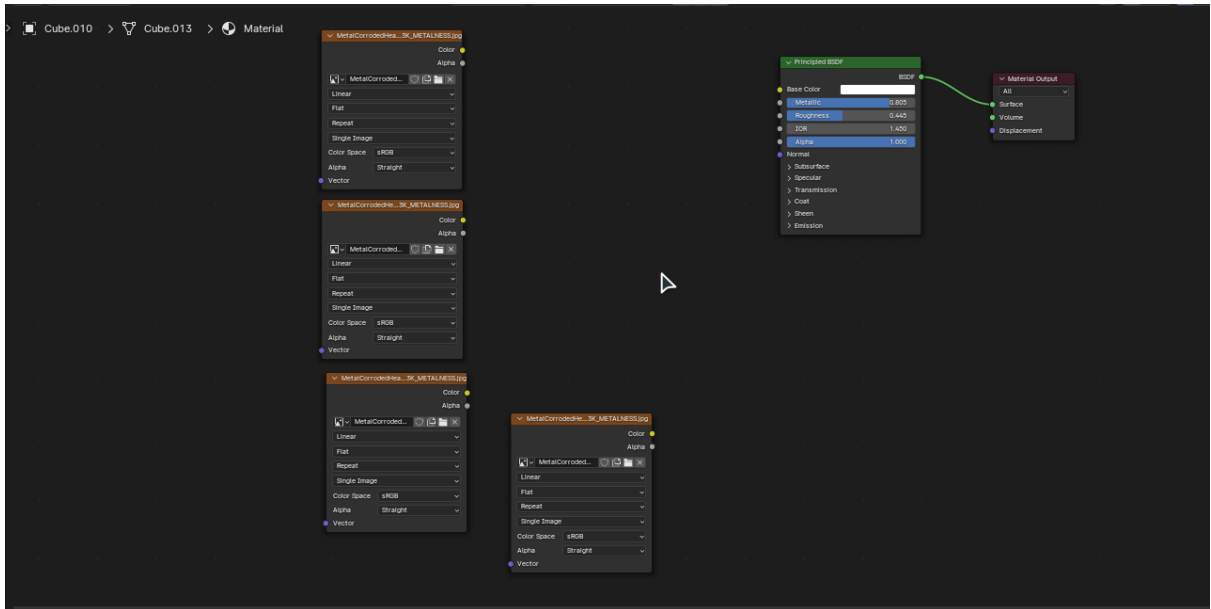 Cube.010 > Cube.013 > Material
MetalCorrodedHea...3K_METALNESS.jpg
Color
Alpha
MetalCorroded...
Linear
Flat
Repeat
Single Image
Color Space sRGB
Alpha Straight
Vector
MetalCorrodedHe...3K_METALNESS.jpg
Color
Alpha
MetalCorroded...
Linear
Flat
Repeat
Single Image
Color Space sRGB
Alpha Straight
Vector
MetalCorrodedHea...3K_METALNESS.jpg
Color
Alpha
MetalCorroded...
Linear
Flat
Repeat
Single Image
Color Space sRGB
Alpha Straight
Vector
MetalCorrodedHe...3K_METALNESS.jpg
Color
Alpha
MetalCorroded...
Linear
Flat
Repeat
Single Image
Color Space sRGB
Alpha Straight
Vector
Principled BSDF
BSDF
Base Color
Metallic 0.805
Roughness 0.445
IOR 1.450
Alpha 1.000
Normal
Subsurface
Specular
Transmission
Coat
Sheen
Emission
Material Output
All
Surface
Volume
Displacement